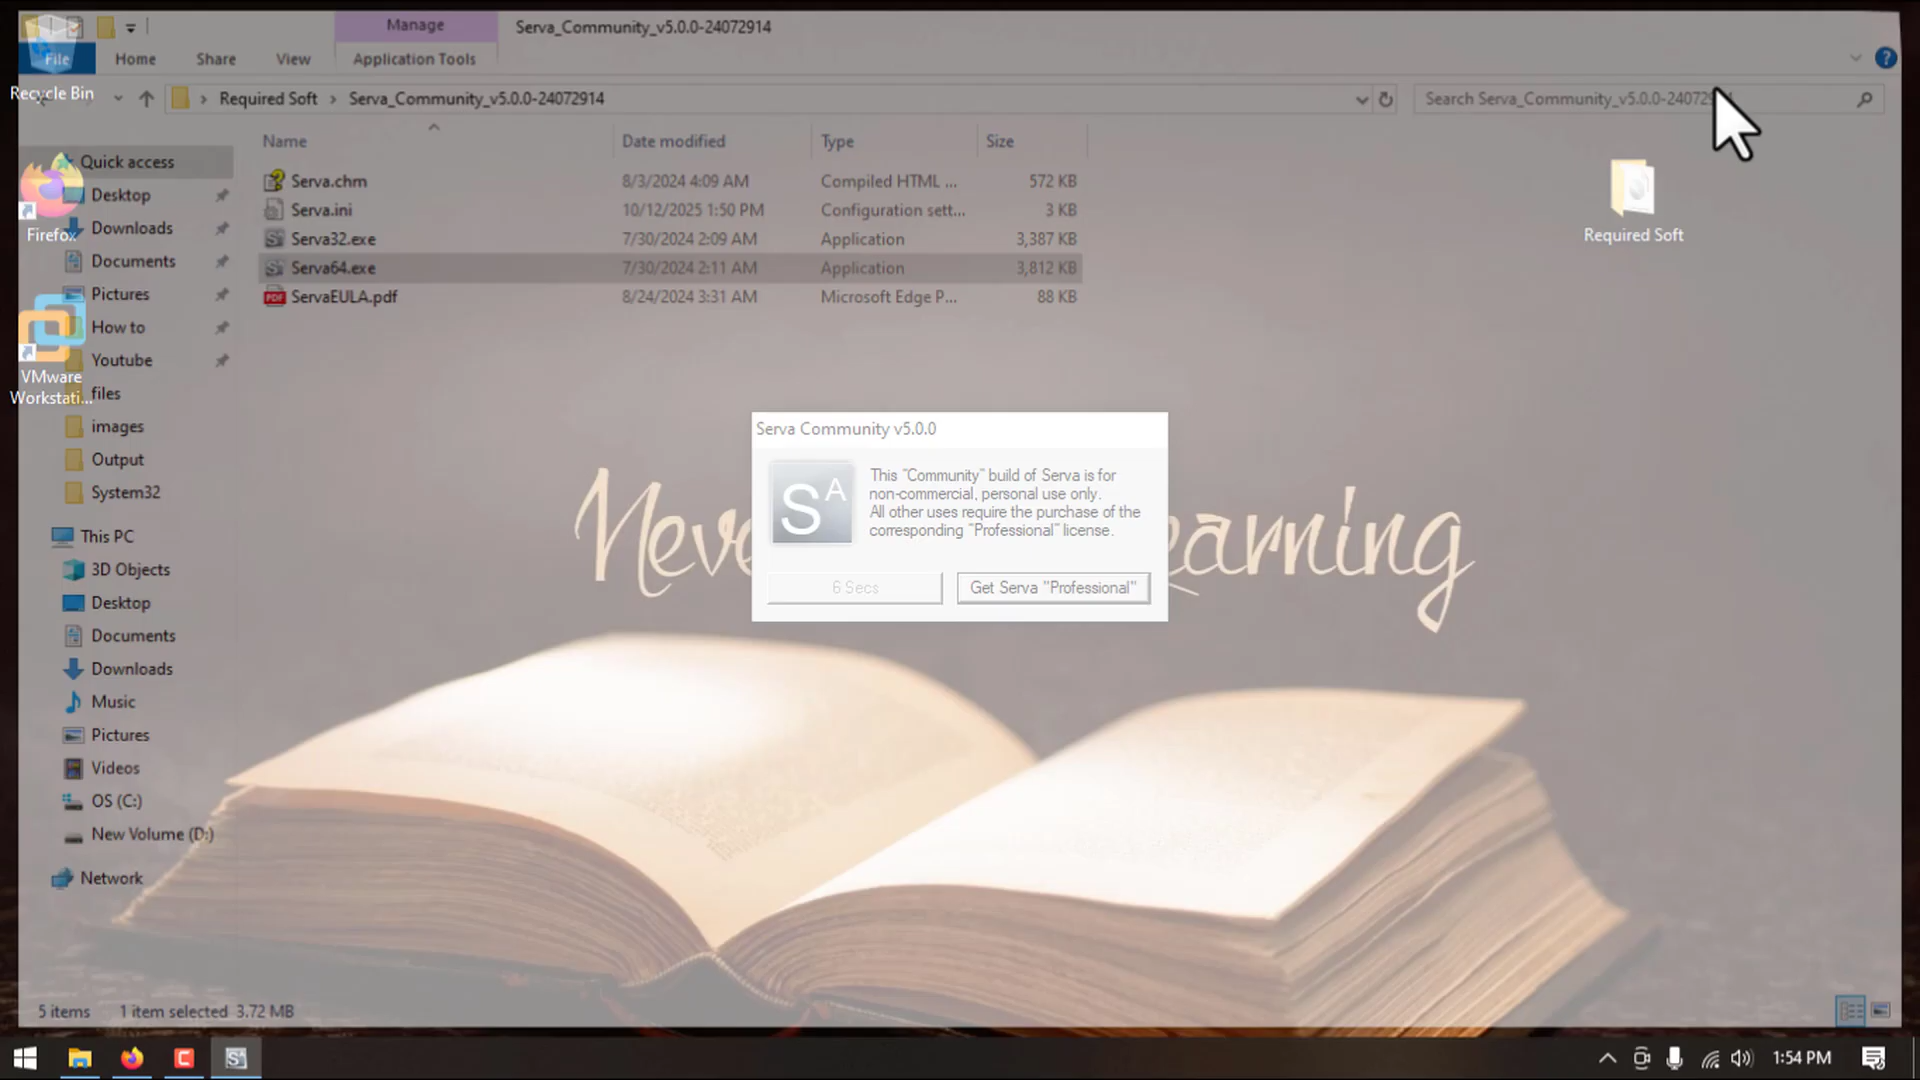 Manage
Serva_Community_v5.0.0-24072914
File
Home
Share
View
Application Tools
Recycle Bin
Required Soft
Serva_Community_v5.0.0-24072914
Search Serva_Community_v5.0.0-24072914
Name
Date modified
Type
Size
Quick access
Desktop
Downloads
Documents
Pictures
How to
Youtube
files
images
Output
System32
This PC
3D Objects
Desktop
Documents
Downloads
Music
Pictures
Videos
OS (C:)
New Volume (D:)
Network
Firefox
VMware
Workstati...
Serva.chm 8/3/2024 4:09 AM Compiled HTML ... 572 KB
Serva.ini 10/12/2025 1:50 PM Configuration sett... 3 KB
Serva32.exe 7/30/2024 2:09 AM Application 3,387 KB
Serva64.exe 7/30/2024 2:11 AM Application 3,812 KB
PDF
ServaEULA.pdf 8/24/2024 3:31 AM Microsoft Edge P... 88 KB
Required Soft
Serva Community v5.0.0
SA
This "Community" build of Serva is for
non-commercial, personal use only.
All other uses require the purchase of the
corresponding "Professional" license.
6 Secs
Get Serva "Professional"
5 items
1 item selected 3.72 MB
1:54 PM